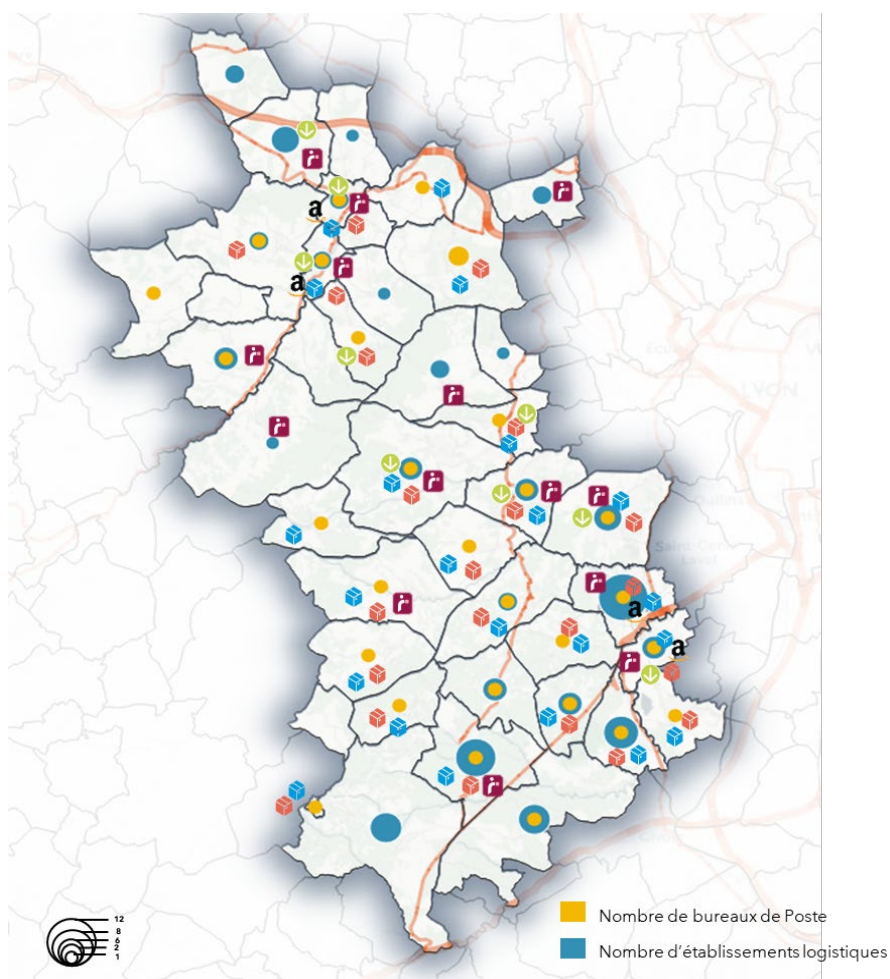 a
a
LYON
a
a
12
8
6
2
1
Nombre de bureaux de Poste
Nombre d'établissements logistiques